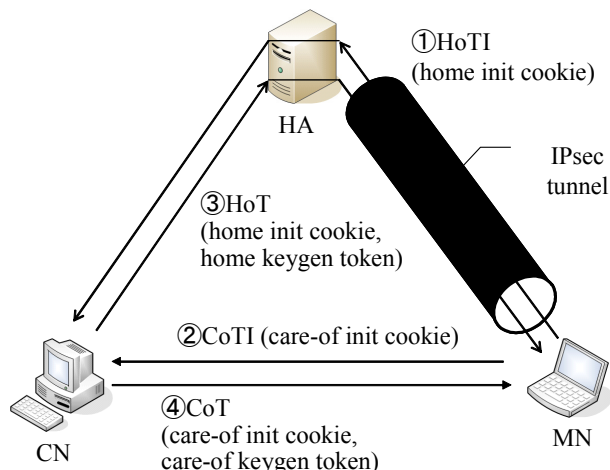 ①HoTI
(home init cookie)
HA
IPsec
tunnel
③HoT
(home init cookie,
home keygen token)
②CoTI (care-of init cookie)
④CoT
(care-of init cookie,
care-of keygen token)
CN
MN